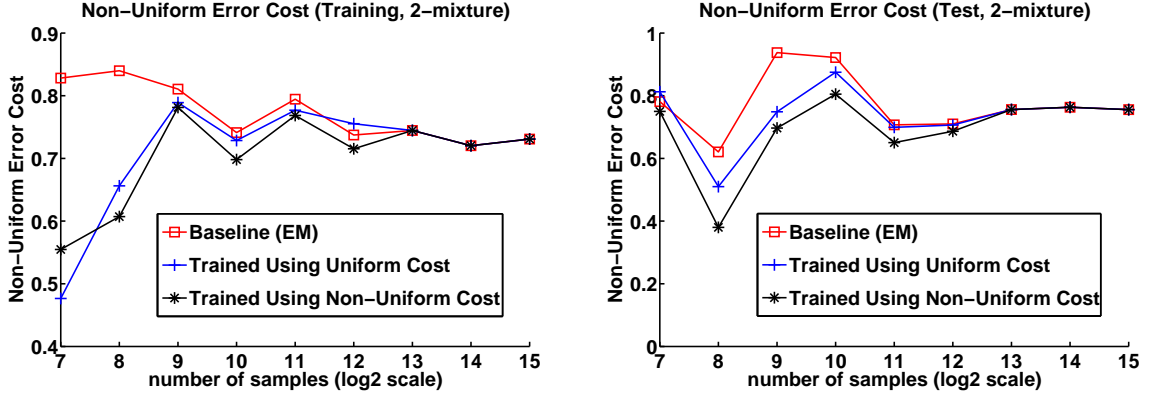 Non−Uniform Error Cost (Training, 2−mixture)
0.9
0.8
0.7
0.6
0.5
0.4
Non−Uniform Error Cost
Baseline (EM)
Trained Using Uniform Cost
Trained Using Non−Uniform Cost
7 8 9 10 11 12 13 14 15
number of samples (log2 scale)
Non−Uniform Error Cost (Test, 2−mixture)
1
0.8
0.6
0.4
0.2
0
Non−Uniform Error Cost
Baseline (EM)
Trained Using Uniform Cost
Trained Using Non−Uniform Cost
7 8 9 10 11 12 13 14 15
number of samples (log2 scale)